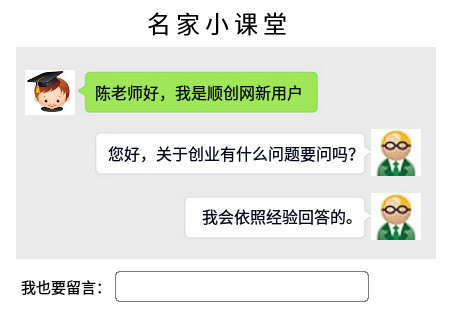 名家小课堂
陈老师好，我是顺创网新用户
您好，关于创业有什么问题要问吗？
我会依照经验回答的。
我也要留言：